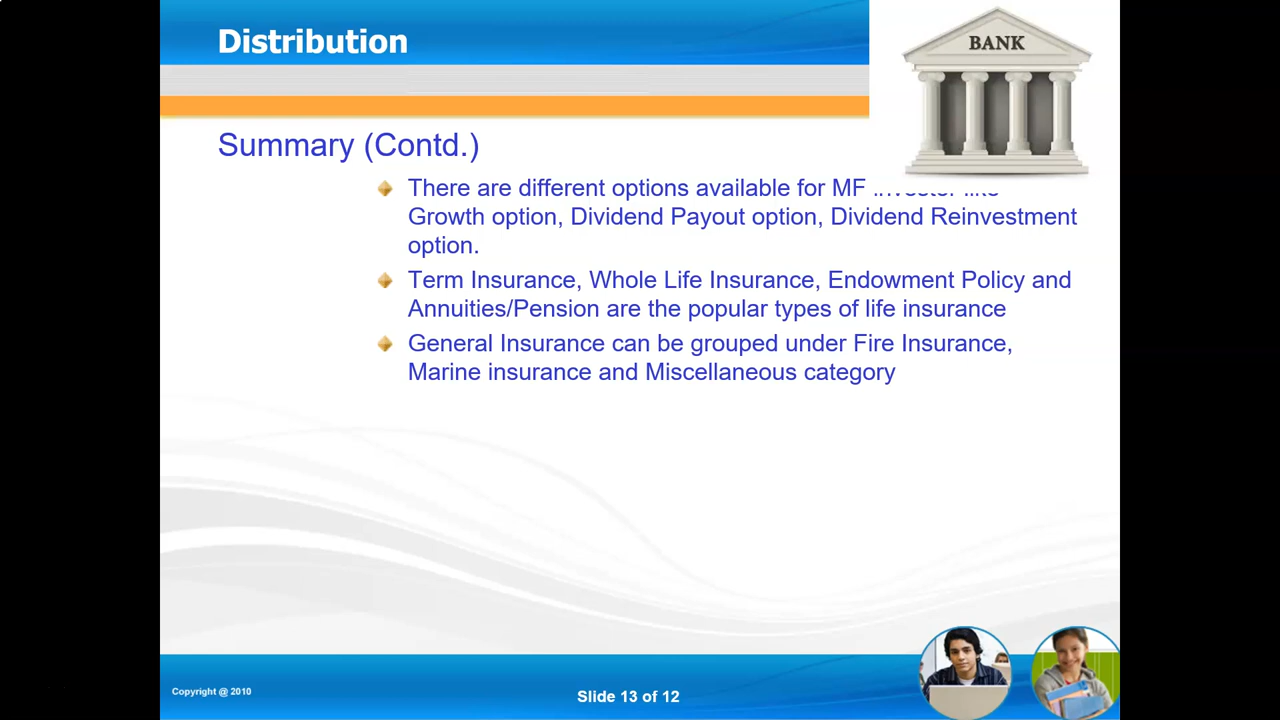 Distribution
BANK
Summary (Contd.)
There are different options available for MF investor like
Growth option, Dividend Payout option, Dividend Reinvestment
option.
Term Insurance, Whole Life Insurance, Endowment Policy and
Annuities/Pension are the popular types of life insurance
General Insurance can be grouped under Fire Insurance,
Marine insurance and Miscellaneous category
Copyright @ 2010
Slide 13 of 12